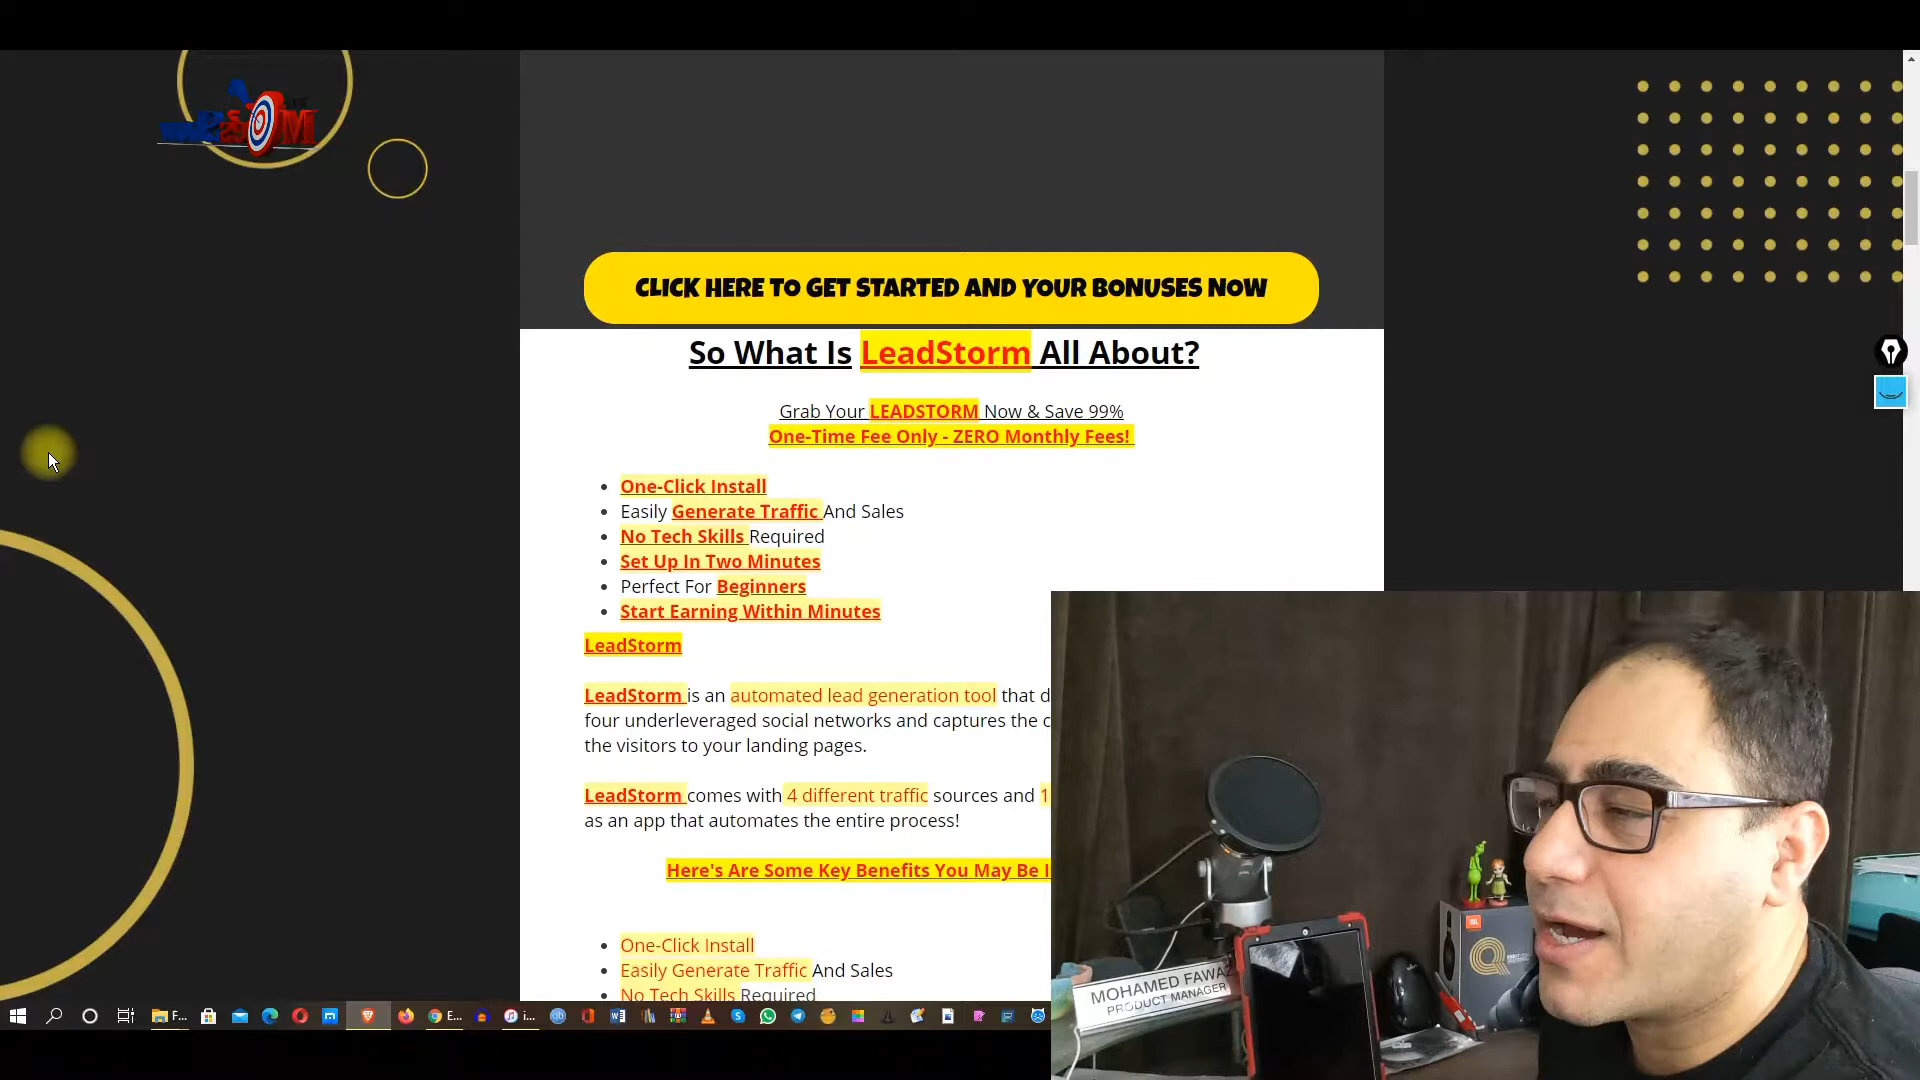 CLICK HERE TO GET STARTED AND YOUR BONUSES NOW
So What Is LeadStorm All About?
Grab Your LEADSTORM Now & Save 99%
One-Time Fee Only - ZERO Monthly Fees!
One-Click Install
Easily Generate Traffic And Sales
No Tech Skills Required
Set Up In Two Minutes
Perfect For Beginners
Start Earning Within Minutes
LeadStorm
LeadStorm is an automated lead generation tool that d
four underleveraged social networks and captures the c
the visitors to your landing pages.
LeadStorm comes with 4 different traffic sources and 1
as an app that automates the entire process!
Here's Are Some Key Benefits You May Be I
One-Click Install
Easily Generate Traffic And Sales
No Tech Skills Required
F...
E...
i...
JBL
MOHAMED FAWAZ
PRODUCT MANAGER